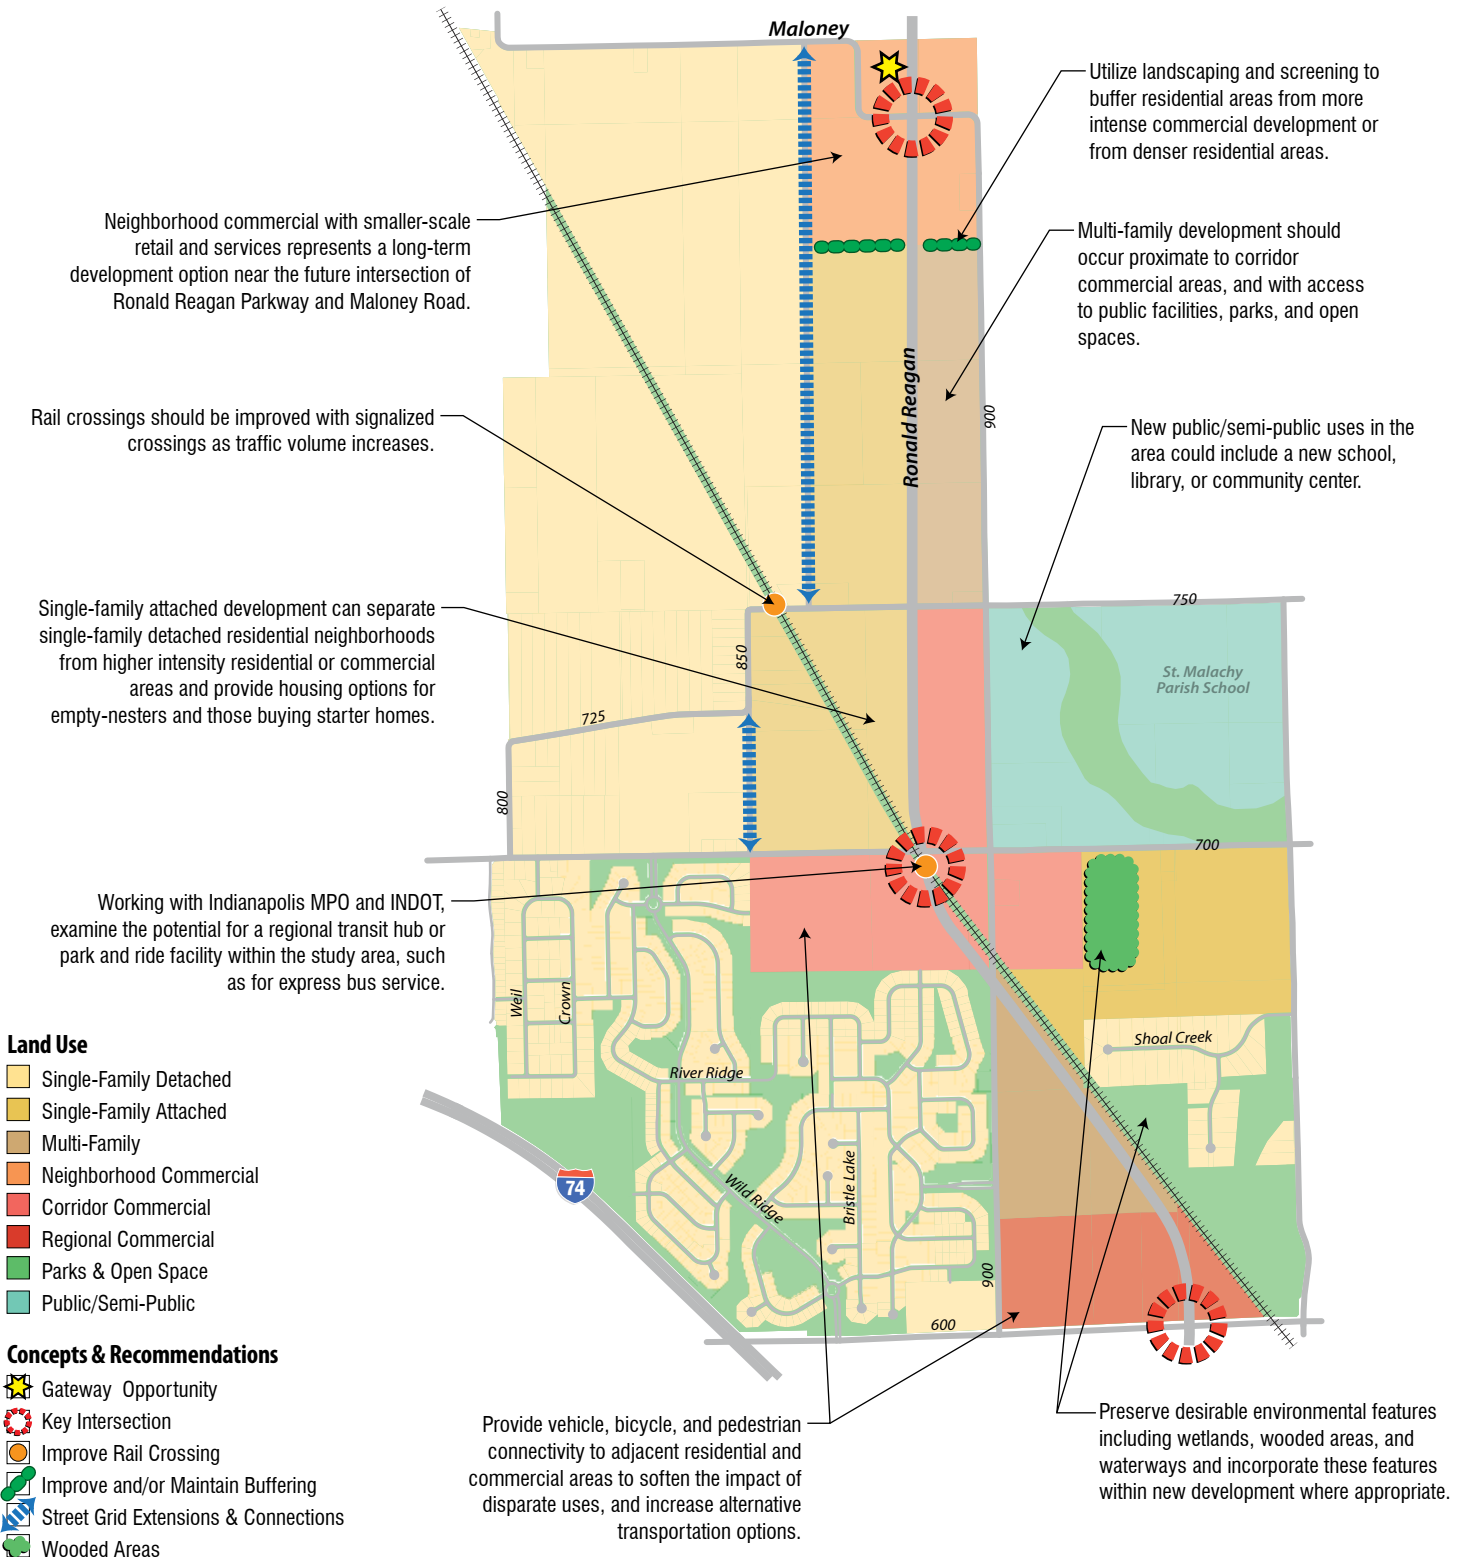 Maloney
Utilize landscaping and screening to
buffer residential areas from more
intense commercial development or
from denser residential areas.
Neighborhood commercial with smaller-scale
retail and services represents a long-term
development option near the future intersection of
Ronald Reagan Parkway and Maloney Road.
Multi-family development should
occur proximate to corridor
commercial areas, and with access
to public facilities, parks, and open
spaces.
Ronald Reagan
900
Rail crossings should be improved with signalized
crossings as traffic volume increases.
New public/semi-public uses in the
area could include a new school,
library, or community center.
Single-family attached development can separate
single-family detached residential neighborhoods
from higher intensity residential or commercial
areas and provide housing options for
empty-nesters and those buying starter homes.
750
850
St. Malachy
Parish School
725
800
700
Working with Indianapolis MPO and INDOT,
examine the potential for a regional transit hub or
park and ride facility within the study area, such
as for express bus service.
Weil
Crown
Shoal Creek
River Ridge
Wild Ridge
Bristle Lake
74
900
600
Land Use
Single-Family Detached
Single-Family Attached
Multi-Family
Neighborhood Commercial
Corridor Commercial
Regional Commercial
Parks & Open Space
Public/Semi-Public
Concepts & Recommendations
Gateway Opportunity
Key Intersection
Improve Rail Crossing
Improve and/or Maintain Buffering
Street Grid Extensions & Connections
Wooded Areas
Provide vehicle, bicycle, and pedestrian
connectivity to adjacent residential and
commercial areas to soften the impact of
disparate uses, and increase alternative
transportation options.
Preserve desirable environmental features
including wetlands, wooded areas, and
waterways and incorporate these features
within new development where appropriate.